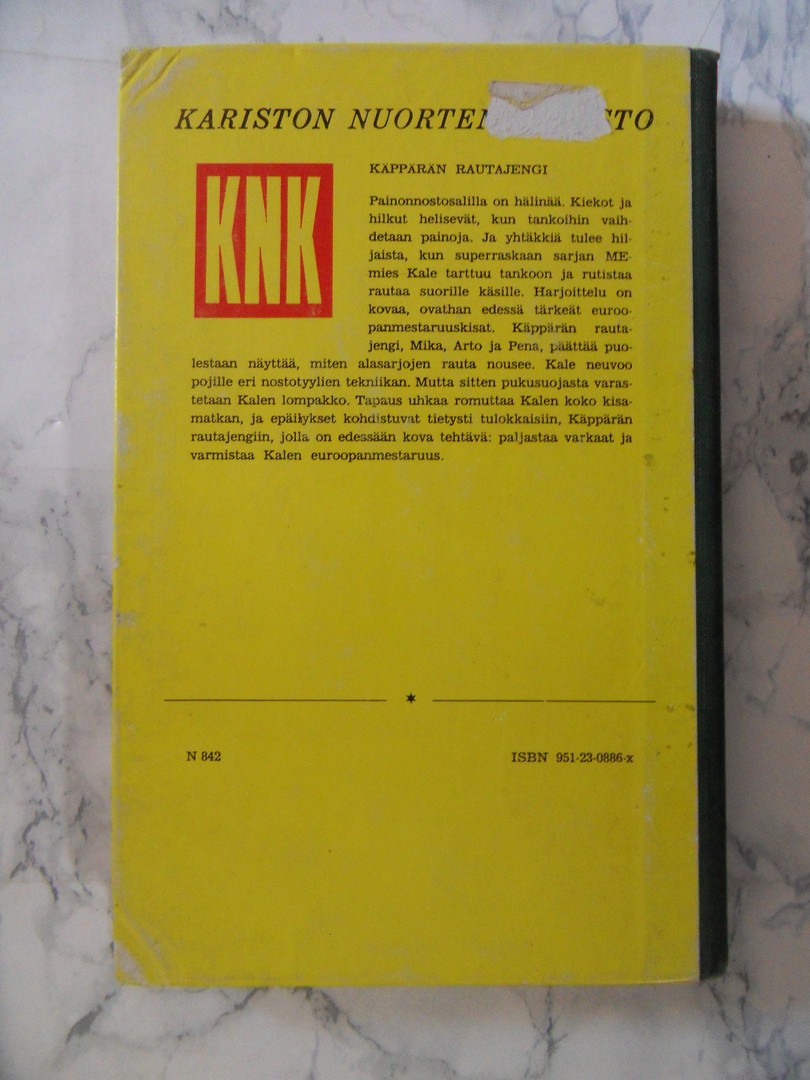 KARISTON NUORTEN
KNK
KÄPPÄRÄN RAUTAJENGI
Painonnostosalilla on hälinää. Kiekot ja
hilkut helisevät, kun tankoihin vaih-
detaan painoja. Ja yhtäkkiä tulee hil-
jaista, kun superraskaan sarjan ME-
mies Kale tarttuu tankoon ja rutistaa
rautaa suorille käsille. Harjoittelu on
kovaa, ovathan edessä tärkeät euroo-
panmestaruuskisat. Käppärän rauta-
jengi, Mika, Arto ja Pena, päättää puo-
lestaan näyttää, miten alasarjojen rauta nousee. Kale neuvoo
pojille eri nostotyylien tekniikan. Mutta sitten pukusuojasta varas-
tetaan Kalen lompakko. Tapaus uhkaa romuttaa Kalen koko kisa-
matkan, ja epäilykset kohdistuvat tietysti tulokkaisiin, Käppärän
rautajengiin, jolla on edessään kova tehtävä: paljastaa varkaat ja
varmistaa Kalen euroopanmestaruus.
N 842
ISBN 951-23-0886-x